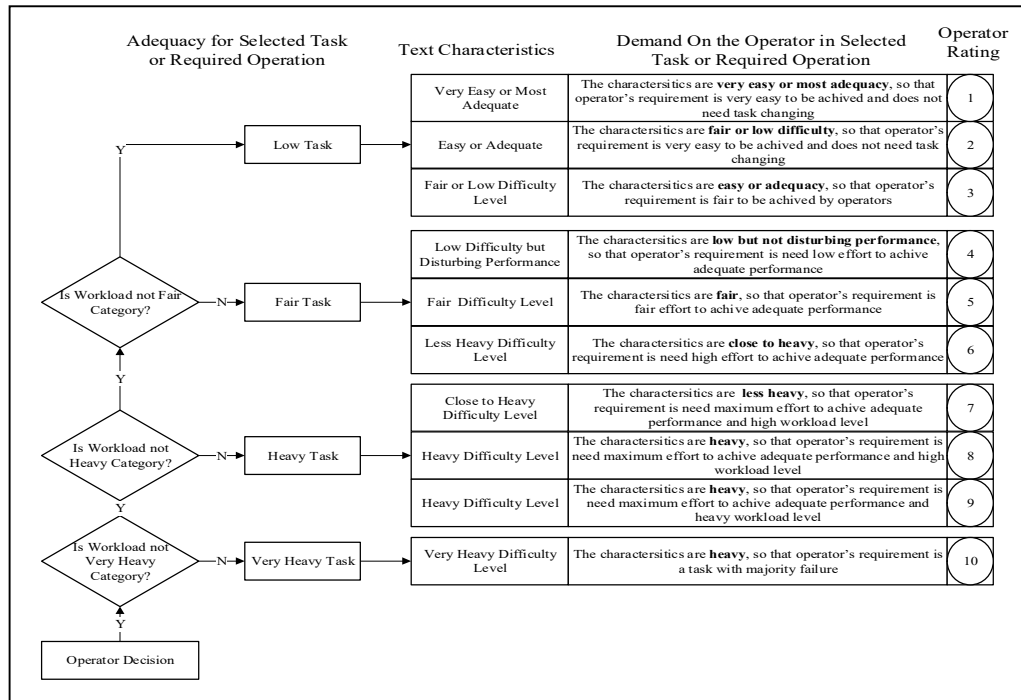 Adequacy for Selected Task
or Required Operation
Text Characteristics
Demand On the Operator in Selected
Task or Required Operation
Operator
Rating
Very Easy or Most
Adequate
The charactersitics are very easy or most adequacy, so that
operator's requirement is very easy to be achived and does not
need task changing
1
Y
Low Task
Easy or Adequate
The charactersitics are fair or low difficulty, so that operator's
requirement is very easy to be achived and does not need task
changing
2
Fair or Low Difficulty
Level
The charactersitics are easy or adequacy, so that operator's
requirement is fair to be achived by operators
3
Low Difficulty but
Disturbing Performance
The charactersitics are low but not disturbing performance,
so that operator's requirement is need low effort to achieve
adequate performance
4
Is Workload not Fair
Category?
N
Fair Task
Fair Difficulty Level
The charactersitics are fair, so that operator's requirement is
fair effort to achive adequate performance
5
Less Heavy Difficulty
Level
The charactersitics are close to heavy, so that operator's
requirement is need high effort to achive adequate performance
6
Y
Close to Heavy
Difficulty Level
The charactersitics are less heavy, so that operator's
requirement is need maximum effort to achive adequate
performance and high workload level
7
Is Workload not
Heavy Category?
N
Heavy Task
Heavy Difficulty Level
The charactersitics are heavy, so that operator's requirement is
need maximum effort to achive adequate performance and high
workload level
8
Heavy Difficulty Level
The charactersitics are heavy, so that operator's requirement is
need maximum effort to achive adequate performance and
heavy workload level
9
Y
Is Workload not
Very Heavy
Category?
N
Very Heavy Task
Very Heavy Difficulty
Level
The charactersitics are heavy, so that operator's requirement is
a task with majority failure
10
Y
Operator Decision